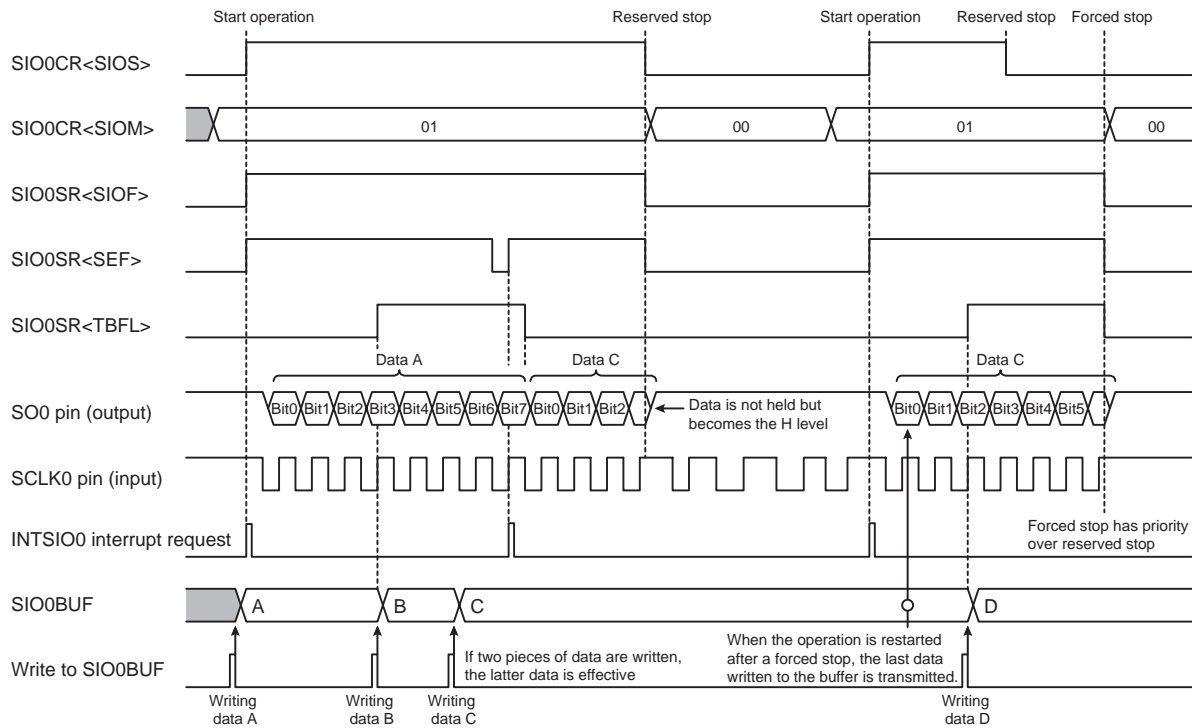 Start operation
Reserved stop
Start operation
Reserved stop
Forced stop
SIO0CR<SIOS>
SIO0CR<SIOM>
01
00
01
00
SIO0SR<SIOF>
SIO0SR<SEF>
SIO0SR<TBFL>
Data A
Data C
Data C
SO0 pin (output)
Bit0 Bit1 Bit2 Bit3 Bit4 Bit5 Bit6 Bit7 Bit0 Bit1 Bit2
Data is not held but
becomes the H level
Bit0 Bit1 Bit2 Bit3 Bit4 Bit5
SCLK0 pin (input)
INTSIO0 interrupt request
Forced stop has priority
over reserved stop
SIO0BUF
A
B
C
D
Write to SIO0BUF
If two pieces of data are written,
the latter data is effective
When the operation is restarted
after a forced stop, the last data
written to the buffer is transmitted.
Writing
data A
Writing
data B
Writing
data C
Writing
data D